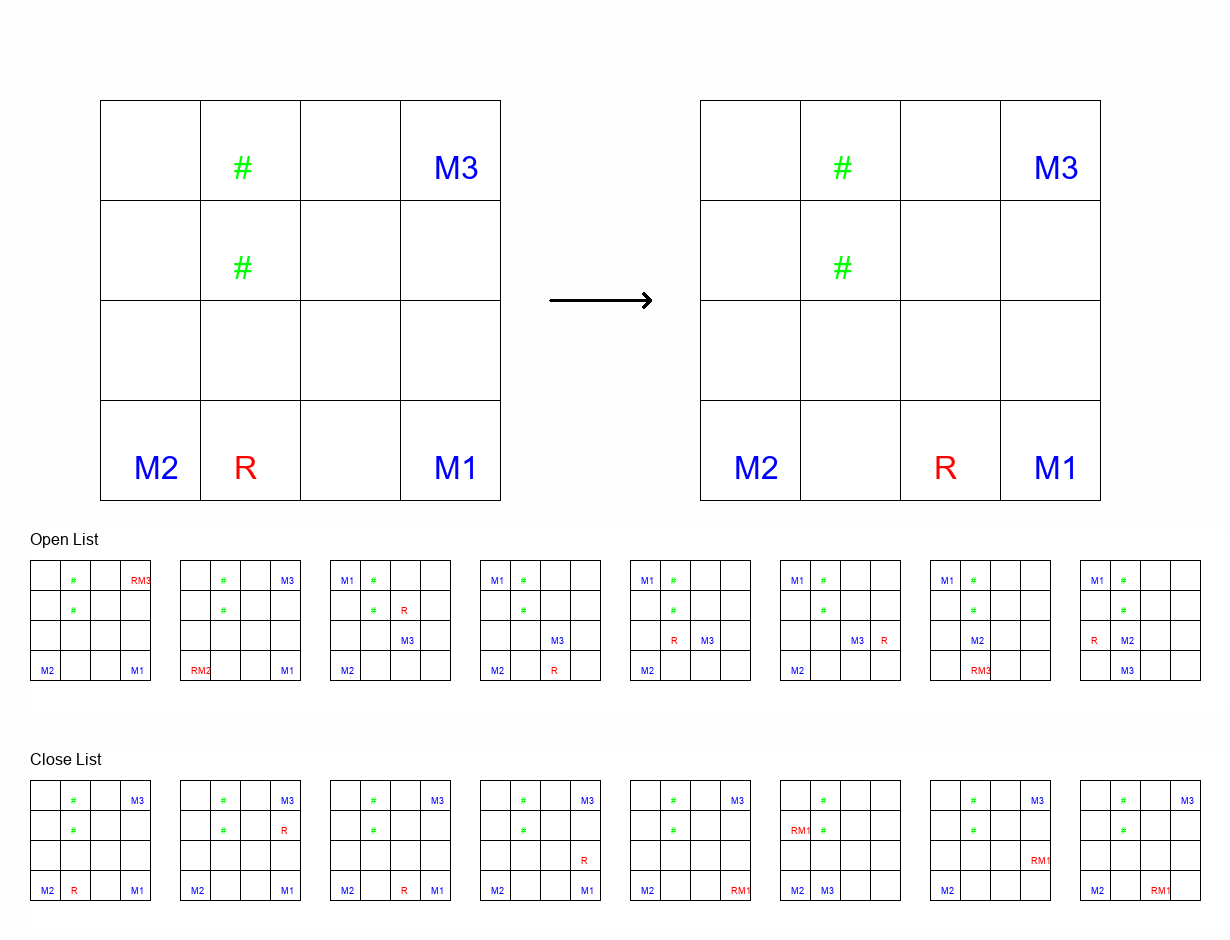 # M3 # M3
# #
M2 R M1 M2 R M1
Open List
# RM3 # M3 M1 # M1 # M1 # M1 # M1 # M1 #
# # # R # # # # #
M3 M3 R M3 M3 R M2 R M2
M2 M1 RM2 M1 M2 M2 R M2 M2 RM3 M3
Close List
# M3 # M3 # M3 # M3 # M3 # # M3 # M3
# # R # # # RM1 # # #
R RM1
M2 R M1 M2 M1 M2 R M1 M2 M1 M2 RM1 M2 M3 M2 M2 RM1